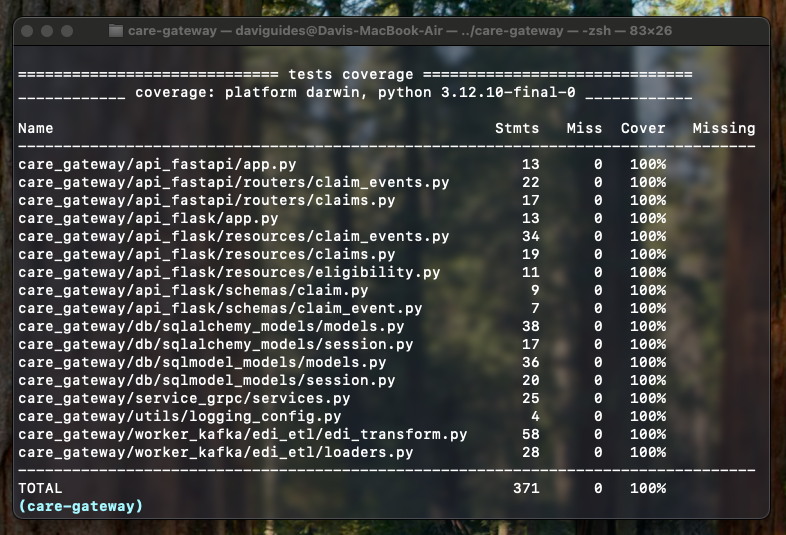 care-gateway — daviguides@Davis-MacBook-Air — ../care-gateway — -zsh — 83×26
============================= tests coverage ==============================
____________ coverage: platform darwin, python 3.12.10-final-0 ____________
Name Stmts Miss Cover Missing
----------------------------------------------------------------------------------
care_gateway/api_fastapi/app.py 13 0 100%
care_gateway/api_fastapi/routers/claim_events.py 22 0 100%
care_gateway/api_fastapi/routers/claims.py 17 0 100%
care_gateway/api_flask/app.py 13 0 100%
care_gateway/api_flask/resources/claim_events.py 34 0 100%
care_gateway/api_flask/resources/claims.py 19 0 100%
care_gateway/api_flask/resources/eligibility.py 11 0 100%
care_gateway/api_flask/schemas/claim.py 9 0 100%
care_gateway/api_flask/schemas/claim_event.py 7 0 100%
care_gateway/db/sqlalchemy_models/models.py 38 0 100%
care_gateway/db/sqlalchemy_models/session.py 17 0 100%
care_gateway/db/sqlmodel_models/models.py 36 0 100%
care_gateway/db/sqlmodel_models/session.py 20 0 100%
care_gateway/service_grpc/services.py 25 0 100%
care_gateway/utils/logging_config.py 4 0 100%
care_gateway/worker_kafka/edi_etl/edi_transform.py 58 0 100%
care_gateway/worker_kafka/edi_etl/loaders.py 28 0 100%
----------------------------------------------------------------------------------
TOTAL 371 0 100%
(care-gateway)